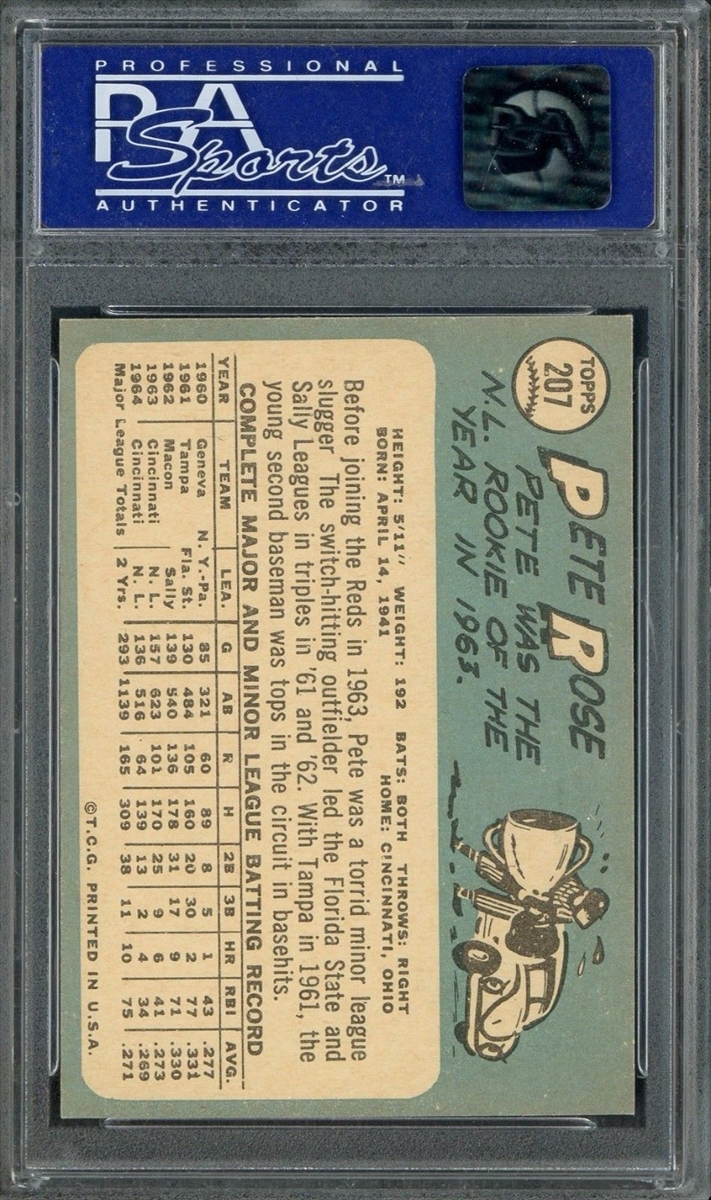 PROFESSIONAL
PSA
Sports™
AUTHENTICATOR
TOPPS
207
PETE ROSE
PETE WAS THE
N.L. ROOKIE OF THE
YEAR IN 1963.
HEIGHT: 5'11" WEIGHT: 192 BATS: BOTH THROWS: RIGHT
BORN: APRIL 14, 1941 HOME: CINCINNATI, OHIO
Before joining the Reds in 1963, Pete was a torrid minor league
slugger The switch-hitting outfielder led the Florida State and
Sally Leagues in triples in '61 and '62. With Tampa in 1961, the
young second baseman was tops in the circuit in basehits.
COMPLETE MAJOR AND MINOR LEAGUE BATTING RECORD
YEAR TEAM LEA. G AB R H 2B 3B HR RBI AVG.
1960 Geneva N. Y.-Pa. 85 321 60 89 8 5 1 43 .277
1961 Tampa Fla. St. 130 484 105 160 20 30 2 77 .331
1962 Macon Sally 139 540 136 178 31 17 9 71 .330
1963 Cincinnati N. L. 157 623 101 170 25 9 6 41 .273
1964 Cincinnati N. L. 136 516 64 139 13 2 4 34 .269
Major League Totals 2 Yrs. 293 1139 165 309 38 11 10 75 .271
©T.C.G. PRINTED IN U.S.A.